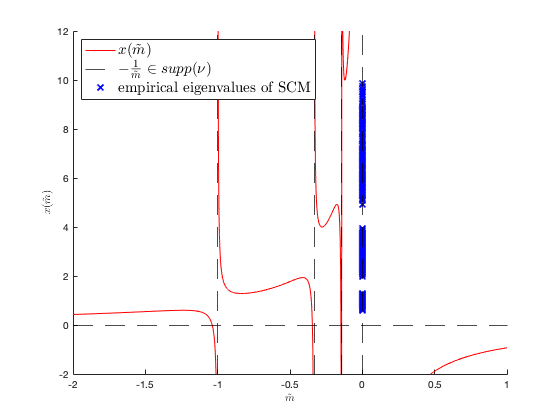 x(m̃)
−1/m̃ ∈ supp(ν)
empirical eigenvalues of SCM
12
10
8
6
4
2
0
-2
x(m̃)
-2 -1.5 -1 -0.5 0 0.5 1
m̃